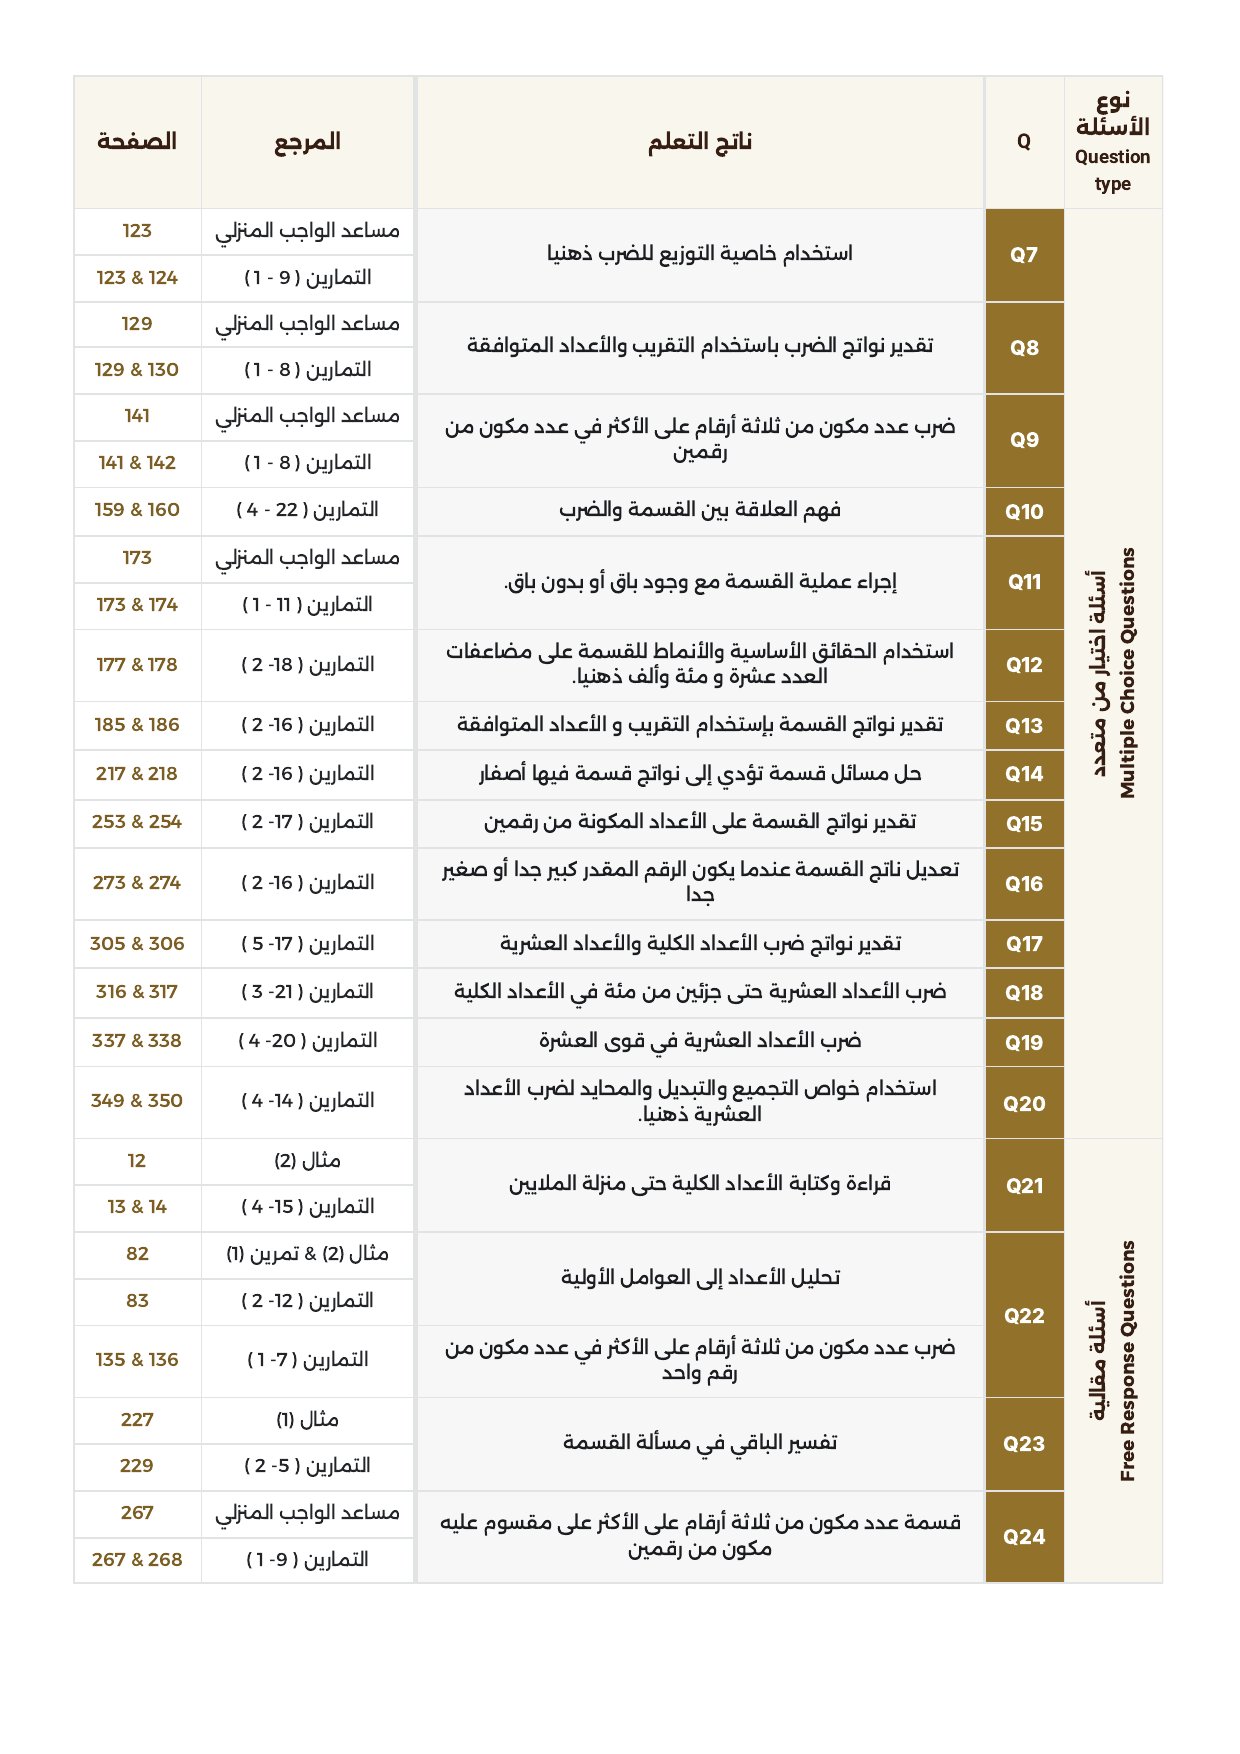 نوع
الأسئلة
Question
type
Q
ناتج التعلم
المرجع
الصفحة
أسئلة اختيار من متعدد
Multiple Choice Questions
Q7
استخدام خاصية التوزيع للضرب ذهنيا
مساعد الواجب المنزلي
123
التمارين ( 9 - 1 )
123 & 124
Q8
تقدير نواتج الضرب باستخدام التقريب والأعداد المتوافقة
مساعد الواجب المنزلي
129
التمارين ( 8 - 1 )
129 & 130
Q9
ضرب عدد مكون من ثلاثة أرقام على الأكثر في عدد مكون من
رقمين
مساعد الواجب المنزلي
141
التمارين ( 8 - 1 )
141 & 142
Q10
فهم العلاقة بين القسمة والضرب
التمارين ( 22 - 4 )
159 & 160
Q11
إجراء عملية القسمة مع وجود باق أو بدون باق.
مساعد الواجب المنزلي
173
التمارين ( 11 - 1 )
173 & 174
Q12
استخدام الحقائق الأساسية والأنماط للقسمة على مضاعفات
العدد عشرة و مئة وألف ذهنيا.
التمارين ( 18- 2 )
177 & 178
Q13
تقدير نواتج القسمة بإستخدام التقريب و الأعداد المتوافقة
التمارين ( 16- 2 )
185 & 186
Q14
حل مسائل قسمة تؤدي إلى نواتج قسمة فيها أصفار
التمارين ( 16- 2 )
217 & 218
Q15
تقدير نواتج القسمة على الأعداد المكونة من رقمين
التمارين ( 17- 2 )
253 & 254
Q16
تعديل ناتج القسمة عندما يكون الرقم المقدر كبير جدا أو صغير
جدا
التمارين ( 16- 2 )
273 & 274
Q17
تقدير نواتج ضرب الأعداد الكلية والأعداد العشرية
التمارين ( 17- 5 )
305 & 306
Q18
ضرب الأعداد العشرية حتى جزئين من مئة في الأعداد الكلية
التمارين ( 21- 3 )
316 & 317
Q19
ضرب الأعداد العشرية في قوى العشرة
التمارين ( 20- 4 )
337 & 338
Q20
استخدام خواص التجميع والتبديل والمحايد لضرب الأعداد
العشرية ذهنيا.
التمارين ( 14- 4 )
349 & 350
أسئلة مقالية
Free Response Questions
Q21
قراءة وكتابة الأعداد الكلية حتى منزلة الملايين
مثال (2)
12
التمارين ( 15- 4 )
13 & 14
Q22
تحليل الأعداد إلى العوامل الأولية
مثال (2) & تمرين (1)
82
التمارين ( 12- 2 )
83
ضرب عدد مكون من ثلاثة أرقام على الأكثر في عدد مكون من
رقم واحد
التمارين ( 7- 1 )
135 & 136
Q23
تفسير الباقي في مسألة القسمة
مثال (1)
227
التمارين ( 5- 2 )
229
Q24
قسمة عدد مكون من ثلاثة أرقام على الأكثر على مقسوم عليه
مكون من رقمين
مساعد الواجب المنزلي
267
التمارين ( 9- 1 )
267 & 268